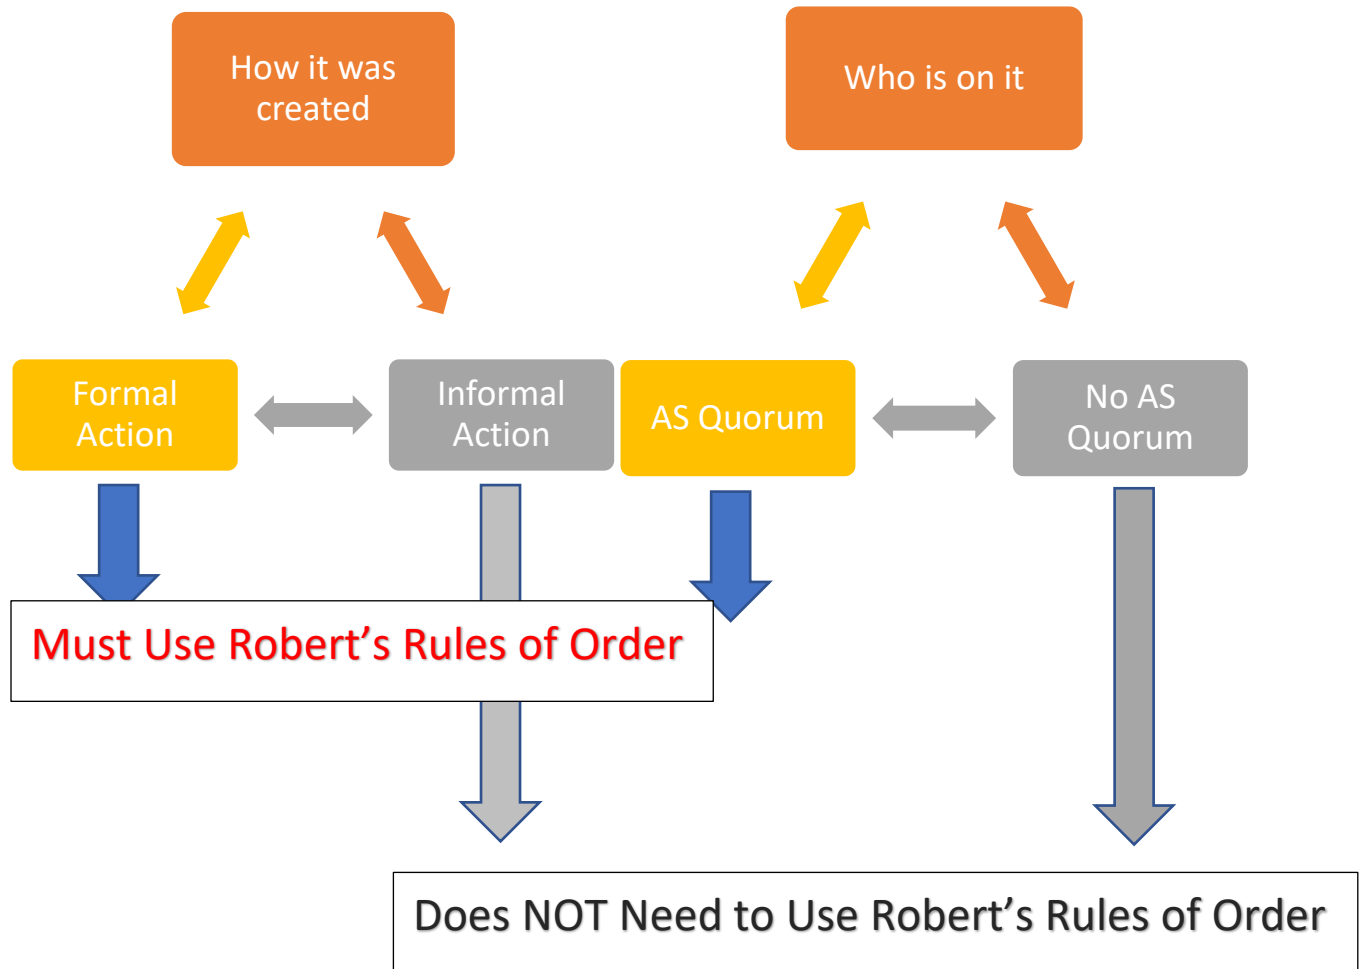 How it was
created
Who is on it
Formal
Action
Informal
Action
AS Quorum
No AS
Quorum
Must Use Robert’s Rules of Order
Does NOT Need to Use Robert’s Rules of Order